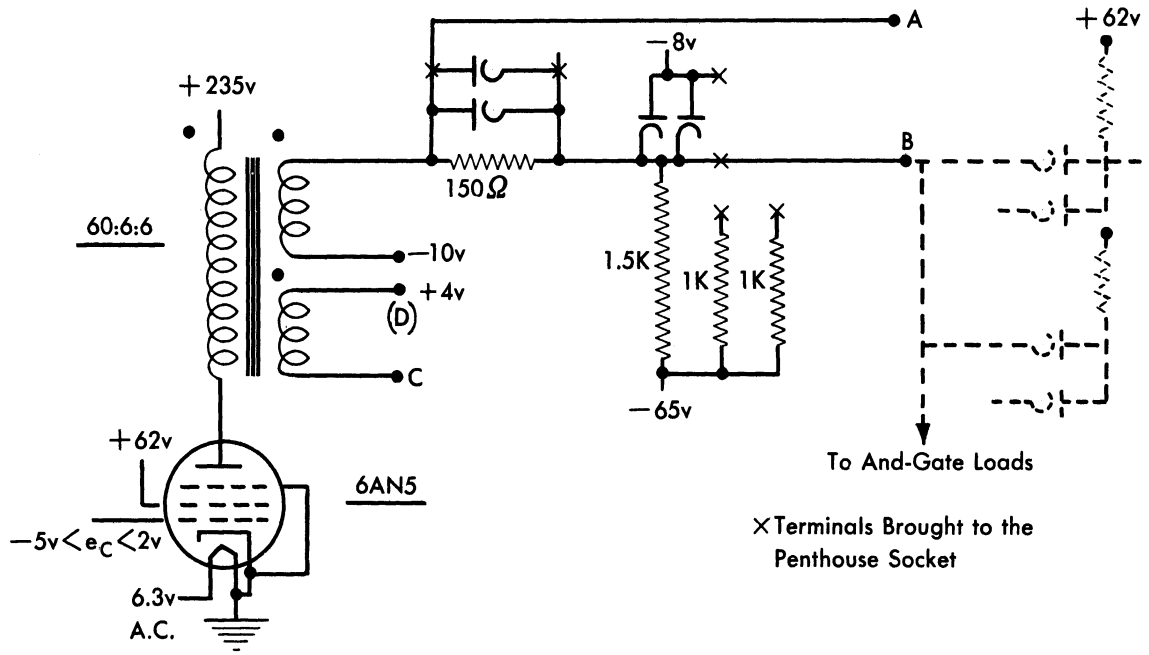 A
+62v
−8v
+235v
B
150Ω
60:6:6
−10v
1.5K
1K
1K
+4v
(D)
C
−65v
+62v
To And-Gate Loads
6AN5
−5v<eC<2v
×Terminals Brought to the
Penthouse Socket
6.3v
A.C.